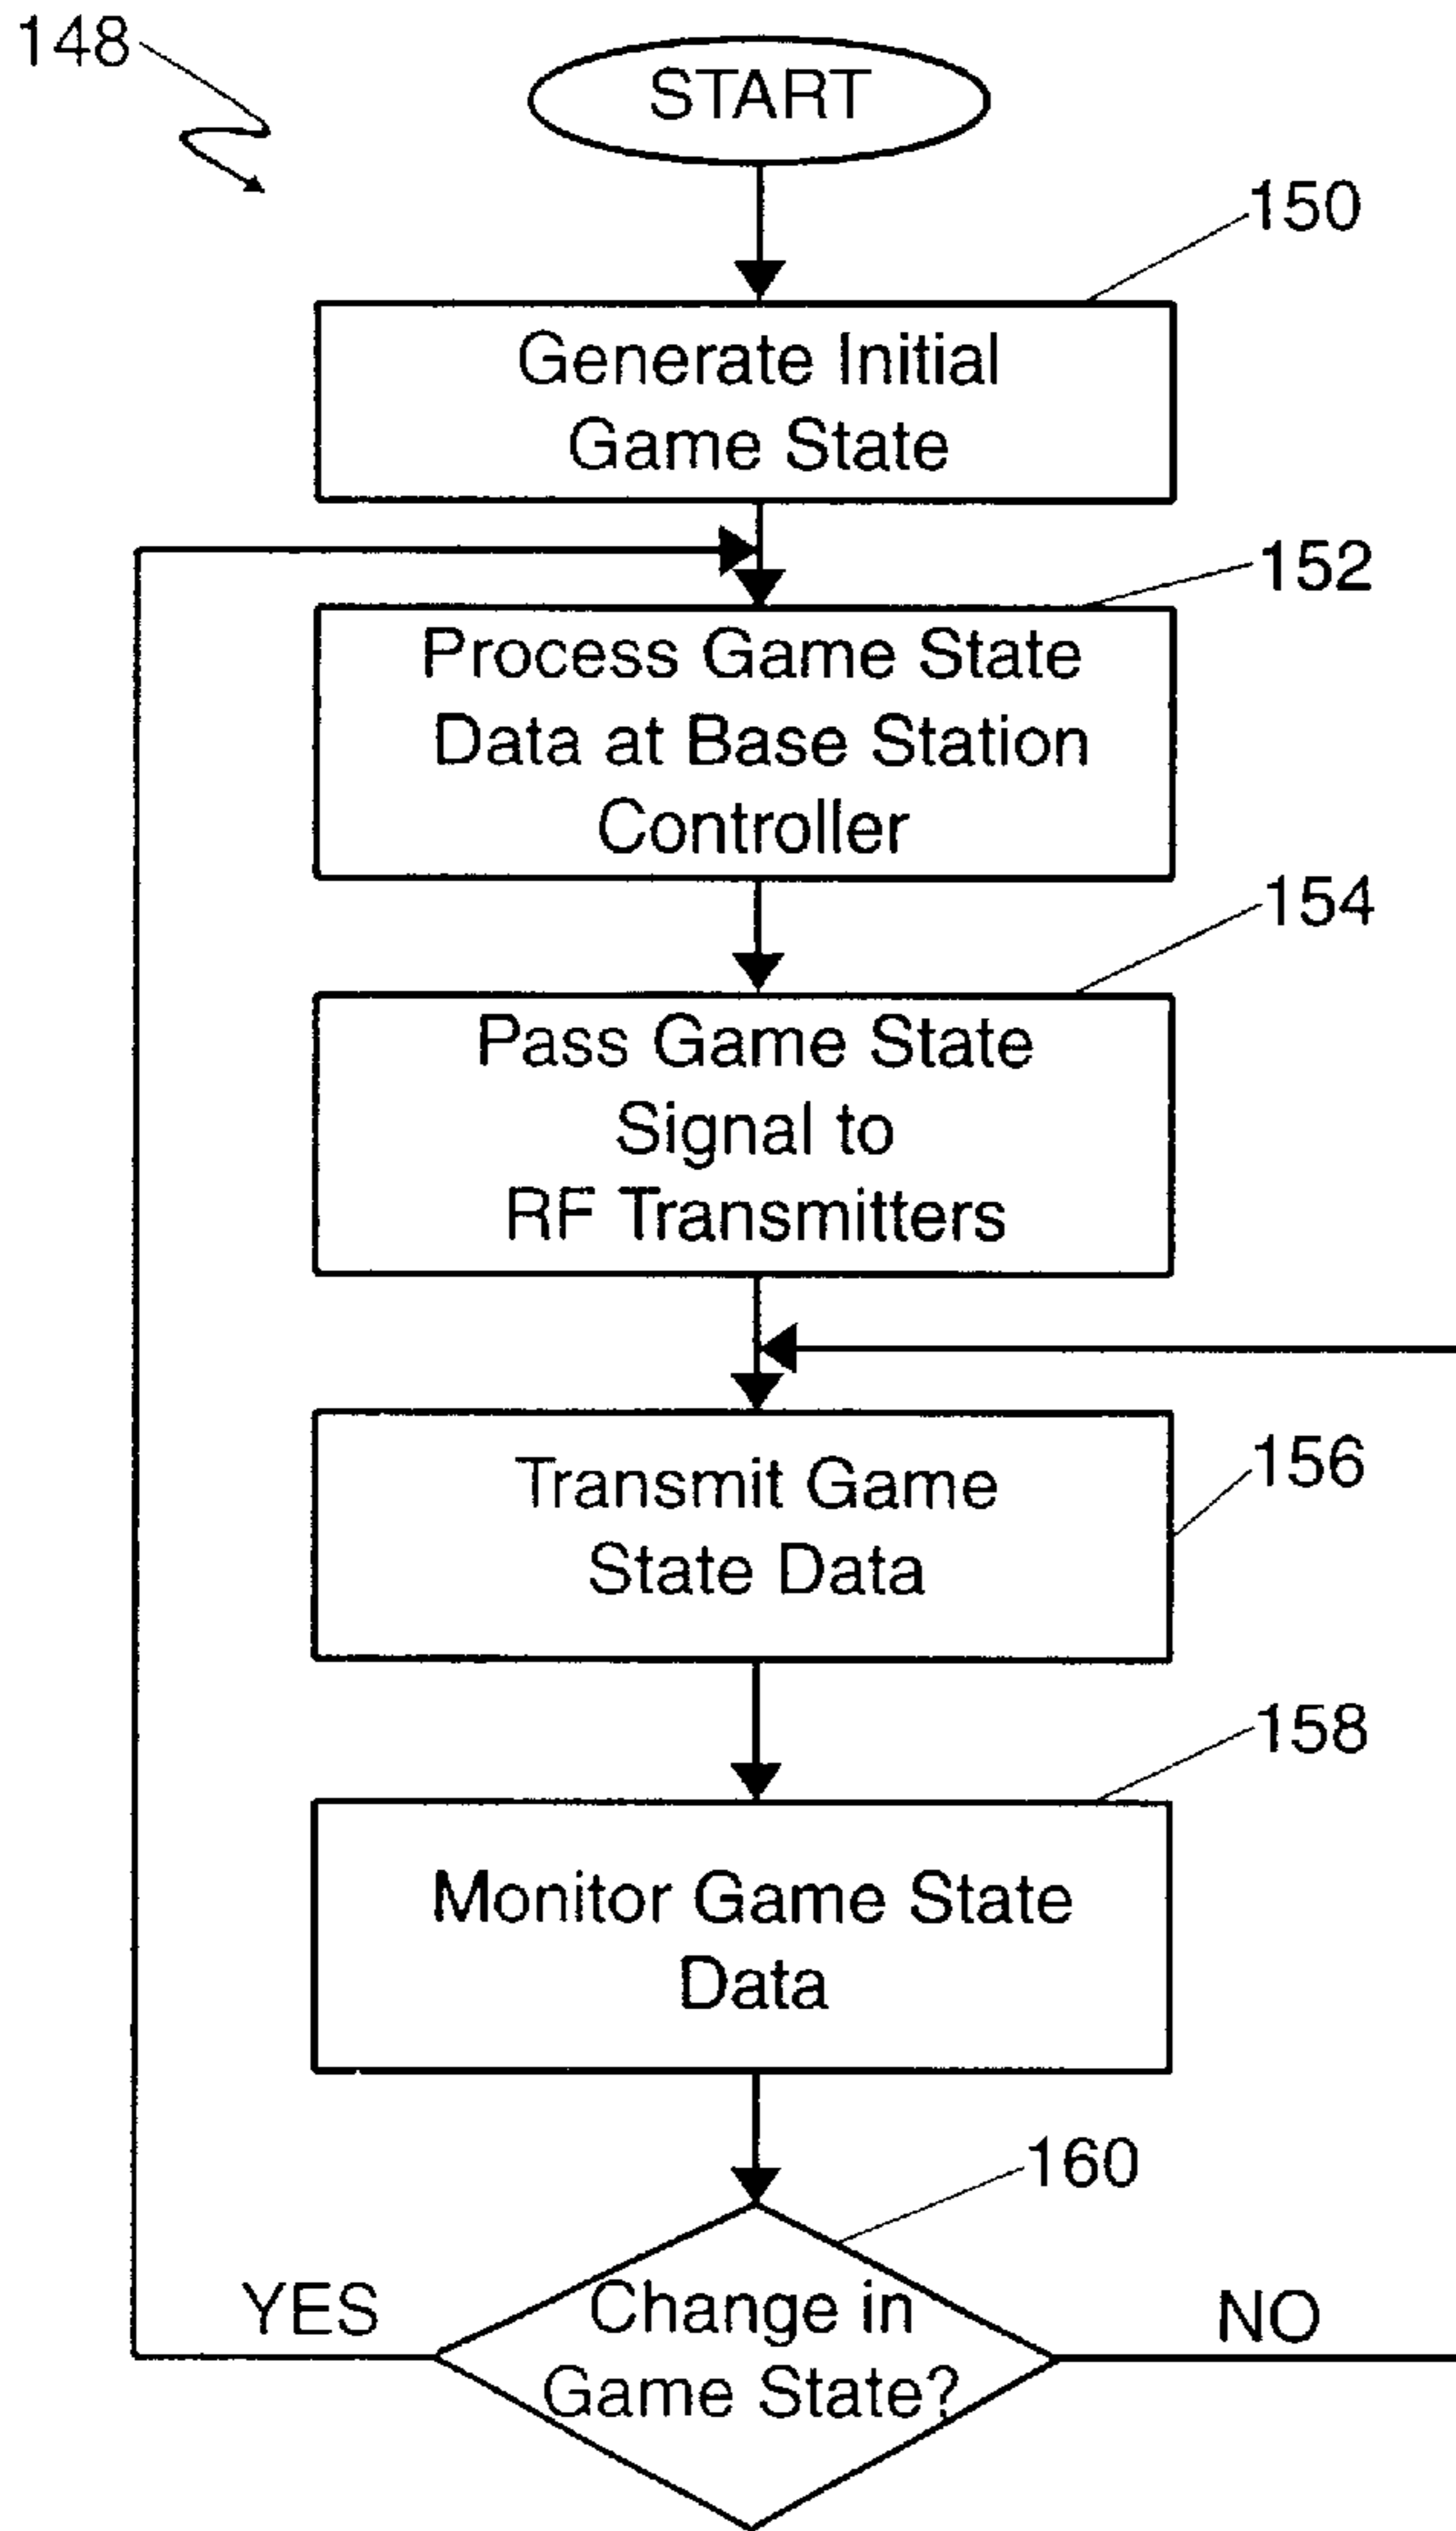 148
START
150
Generate Initial
Game State
152
Process Game State
Data at Base Station
Controller
154
Pass Game State
Signal to
RF Transmitters
156
Transmit Game
State Data
158
Monitor Game State
Data
160
YES
Change in
Game State?
NO